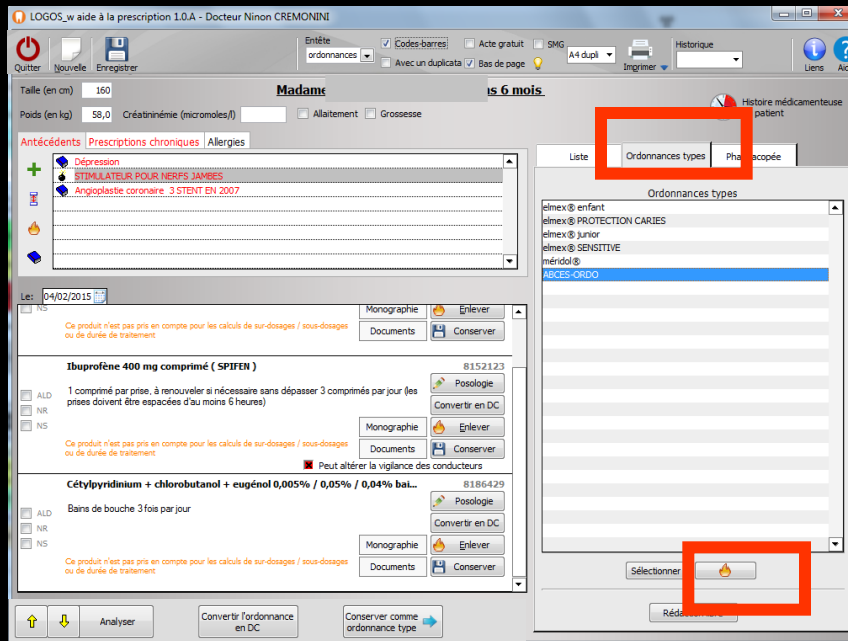 LOGOS_w aide à la prescription 1.0.A - Docteur Ninon CREMONINI
Quitter Nouvelle Enregistrer
Entête
ordonnances
Codes-barres Acte gratuit SMG
Avec un duplicata Bas de page
A4 dupli
Imprimer
Historique
Liens
Taille (en cm) 160
Madame 6 mois
Poids (en kg) 58,0 Créatininémie (micromoles/l) Allaitement Grossesse
Histoire médicamenteuse
patient
Antécédents Prescriptions chroniques Allergies
Dépression
STIMULATEUR POUR NERFS JAMBES
Angioplastie coronaire 3 STENT EN 2007
Liste Ordonnances types
Ordonnances types
elmex® enfant
elmex® PROTECTION CARIES
elmex® junior
elmex® SENSITIVE
méridol®
ABCES-ORDO
Le: 04/02/2015
NS
Monographie Enlever
Ce produit n'est pas pris en compte pour les calculs de sur-dosages / sous-dosages
ou de durée de traitement
Documents Conserver
Ibuprofène 400 mg comprimé ( SPIFEN ) 8152123
Posologie
ALD
1 comprimé par prise, à renouveler si nécessaire sans dépasser 3 comprimés par jour (les
prises doivent être espacées d'au moins 6 heures)
NR
Convertir en DC
NS
Monographie Enlever
Ce produit n'est pas pris en compte pour les calculs de sur-dosages / sous-dosages
ou de durée de traitement
Documents Conserver
Peut altérer la vigilance des conducteurs
Cétylpyridinium + chlorobutanol + eugénol 0,005% / 0,05% / 0,04% bai... 8186429
Posologie
ALD
Bains de bouche 3 fois par jour
NR
Convertir en DC
NS
Monographie Enlever
Ce produit n'est pas pris en compte pour les calculs de sur-dosages / sous-dosages
ou de durée de traitement
Documents Conserver
Sélectionner
Analyser
Convertir l'ordonnance
en DC
Conserver comme
ordonnance type